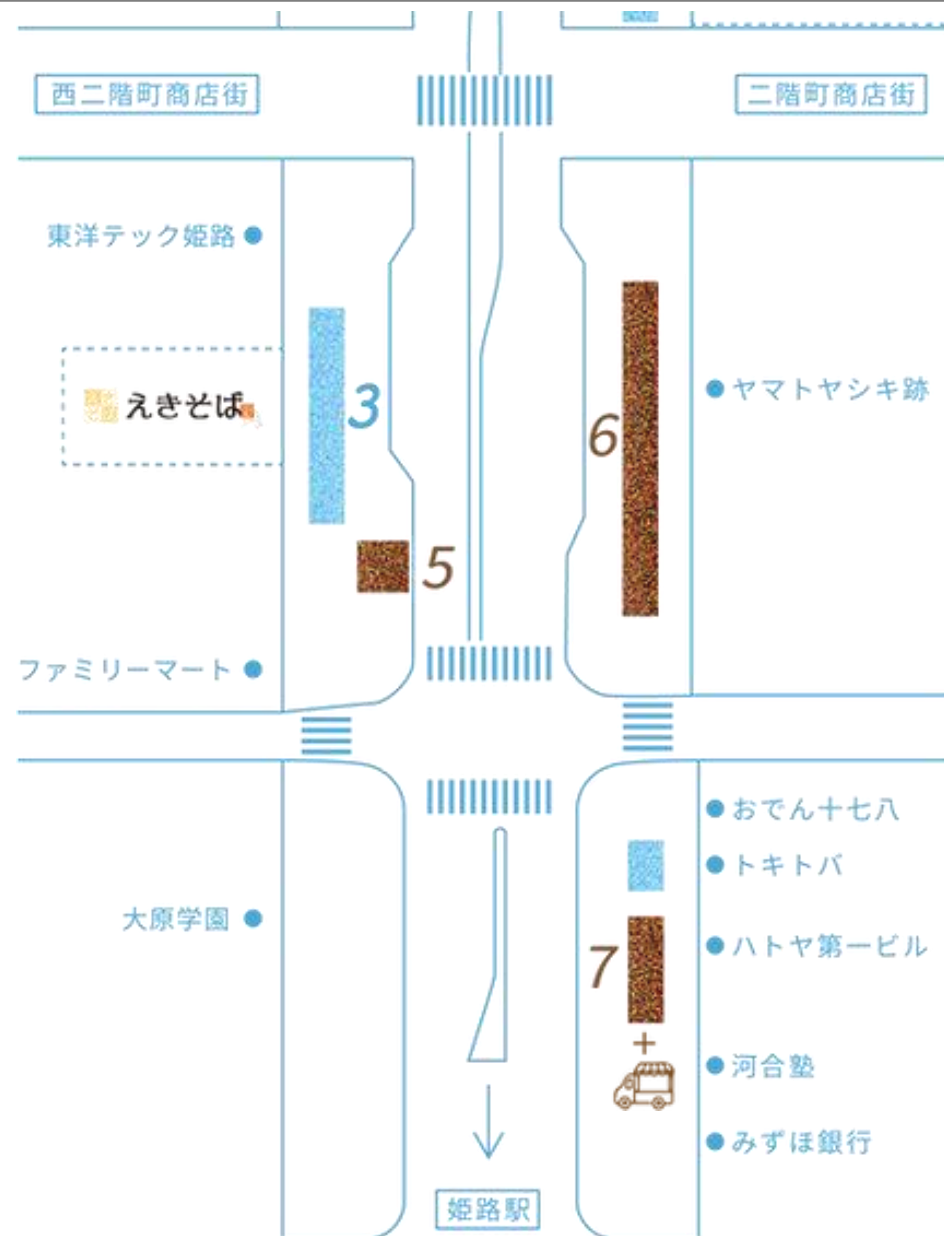 西二階町商店街
二階町商店街
東洋テック姫路
えきそば
3
6
ヤマトヤシキ跡
5
ファミリーマート
おでん十七八
トキトバ
大原学園
ハトヤ第一ビル
7
+
河合塾
みずほ銀行
姫路駅